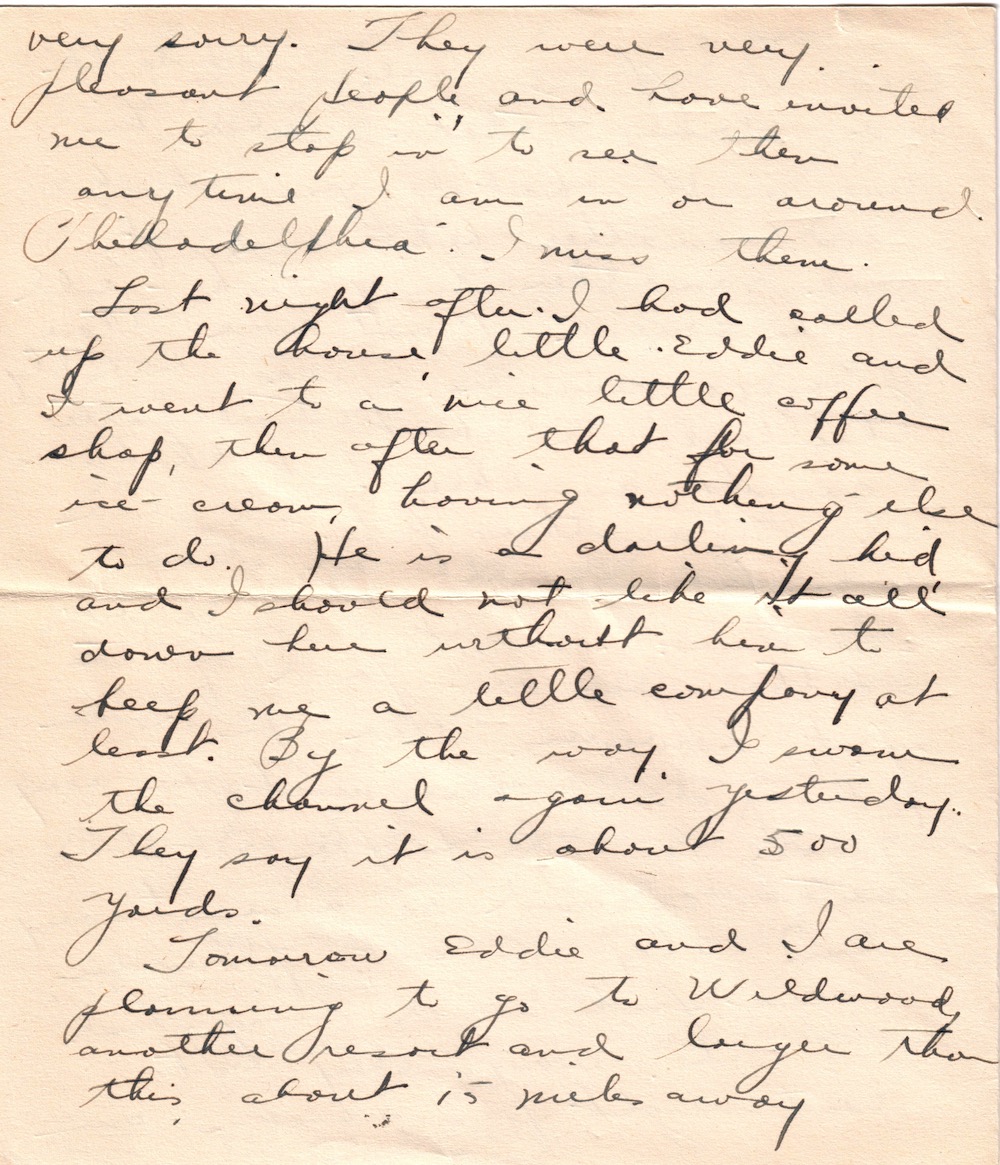 very sorry. They were very
pleasant people, and have invited
me to stop in to see them
anytime I am in or around
Philadelphia. I miss them.
Last night after I had called
up the house, little Eddie and
I went to a nice little coffee
shop, then after that for some
ice-cream, having nothing else
to do. He is a darling kid
and I should not like it all
down here without him to
keep me a little company at
least. By the way, I swam
the channel again yesterday.
They say it is about 500
yards.
Tomorrow Eddie and I are
planning to go to Wildwood,
another resort and larger than
this, about 15 miles away